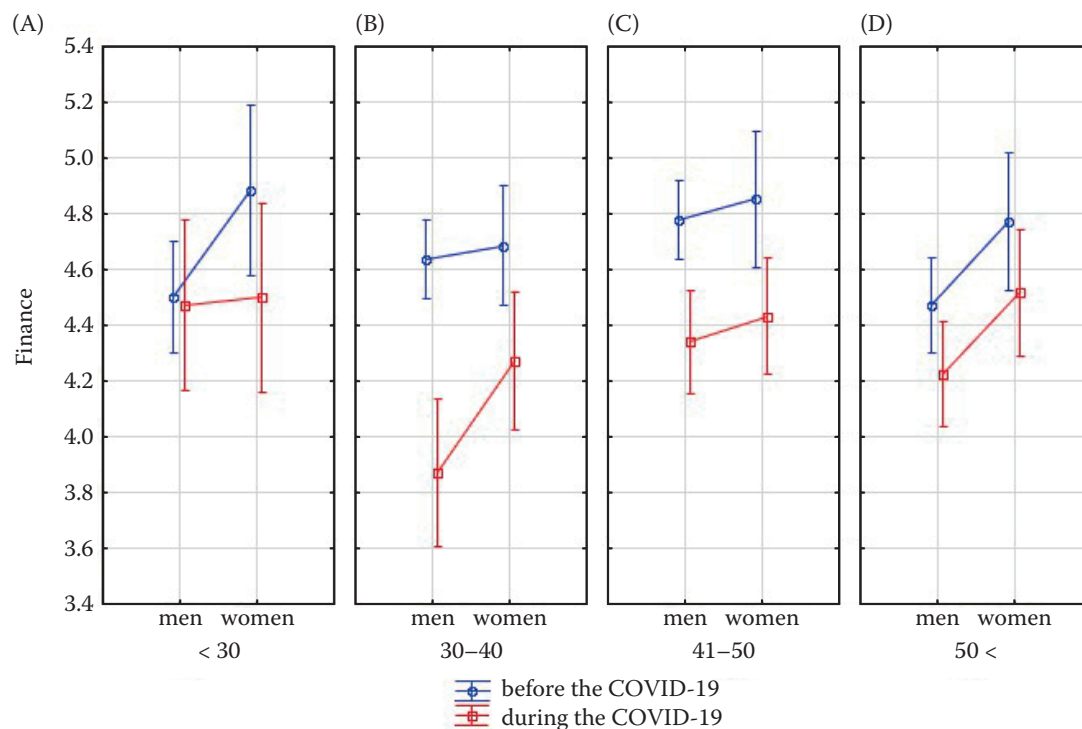 (A) (B) (C) (D)
5.4
5.2
5.0
4.8
4.6
4.4
4.2
4.0
3.8
3.6
3.4
Finance
men women men women men women men women
< 30 30–40 41–50 50 <
before the COVID-19
during the COVID-19